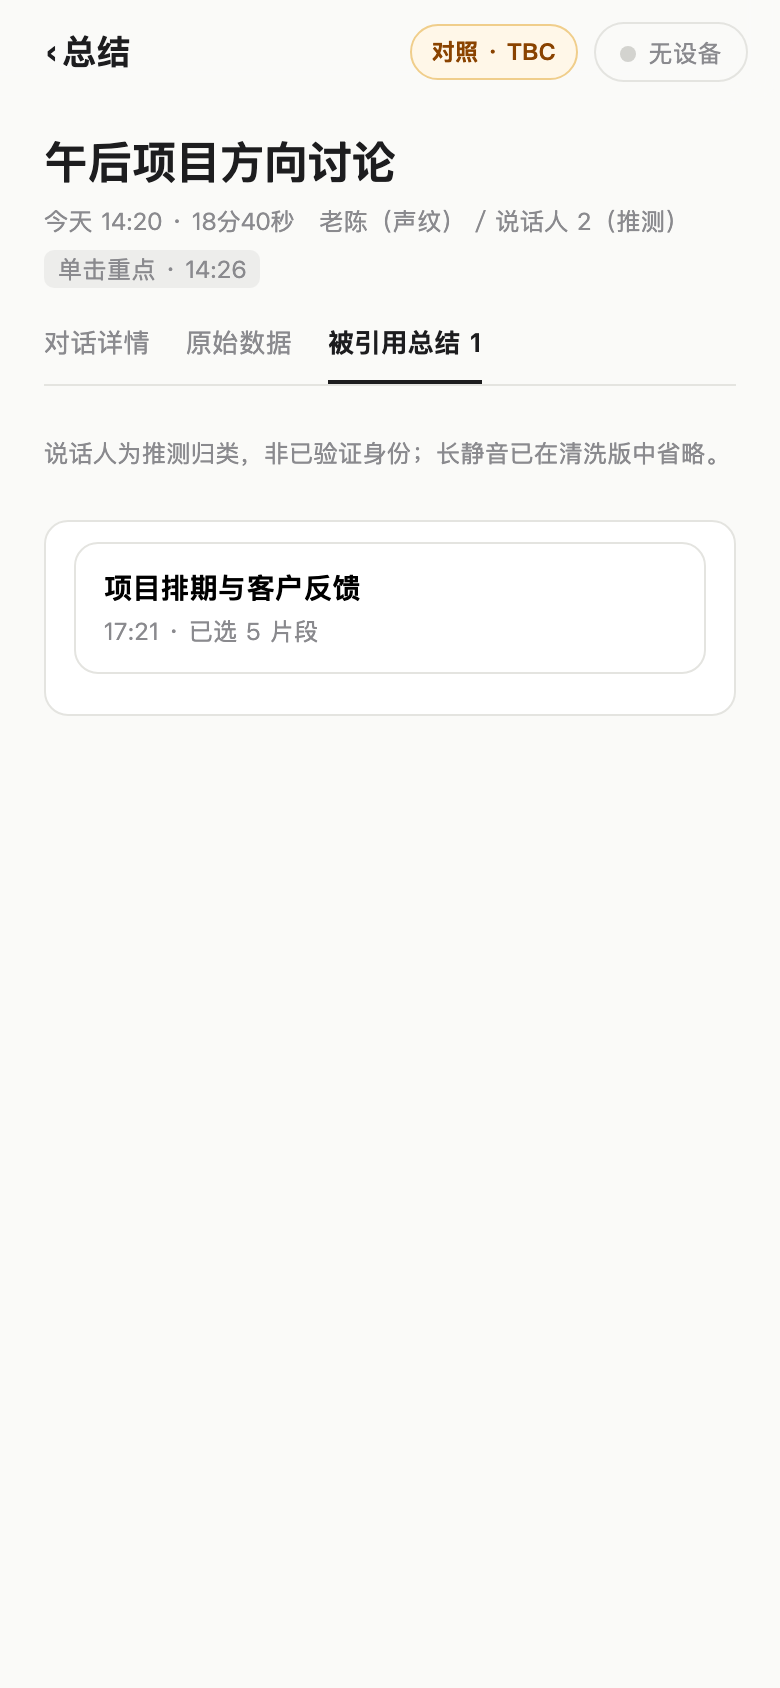 ‹总结
对照 · TBC
无设备
午后项目方向讨论
今天 14:20 · 18分40秒 老陈（声纹） / 说话人 2（推测）
单击重点 · 14:26
对话详情 原始数据 被引用总结 1
说话人为推测归类，非已验证身份；长静音已在清洗版中省略。
项目排期与客户反馈
17:21 · 已选 5 片段